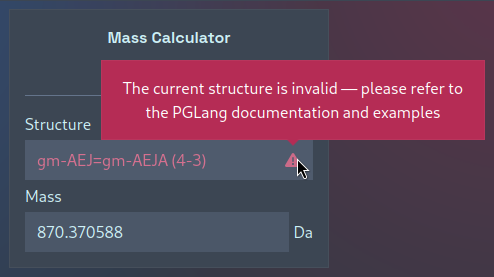 Mass Calculator
The current structure is invalid — please refer to
the PGLang documentation and examples
Structure
gm-AEJ=gm-AEJA (4-3)
Mass
870.370588 Da